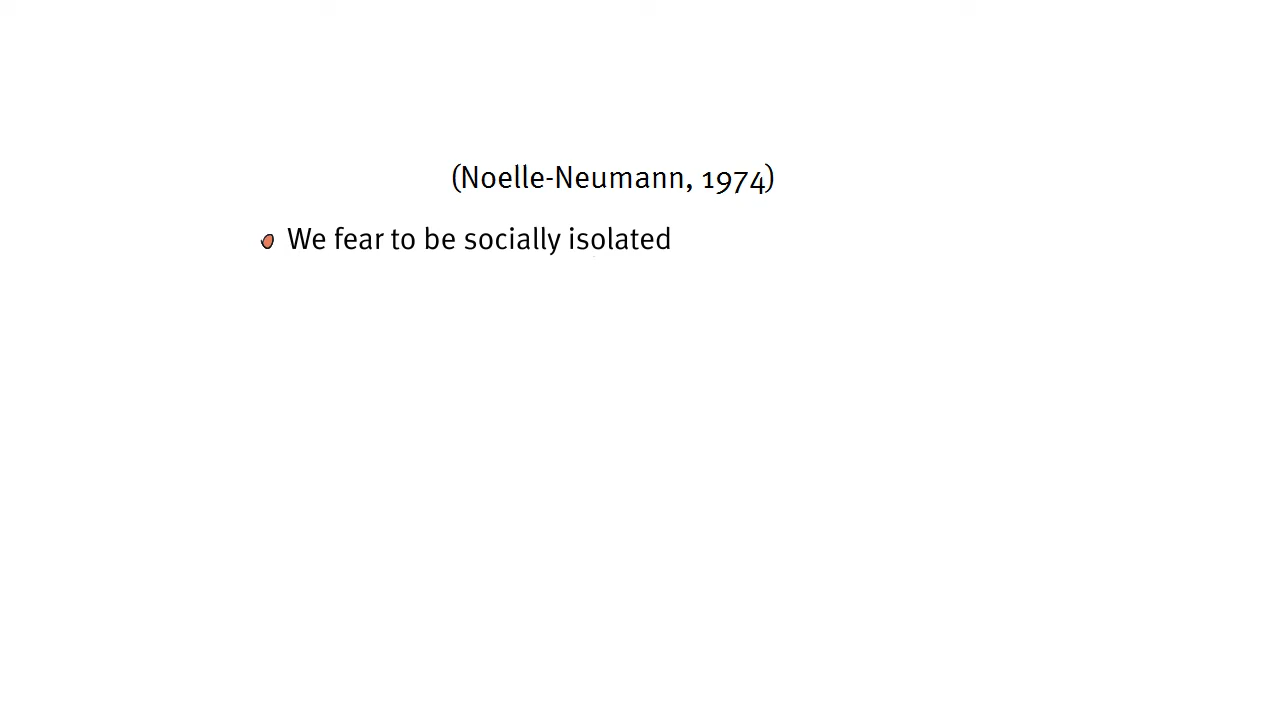 (Noelle-Neumann, 1974)
We fear to be socially isolated